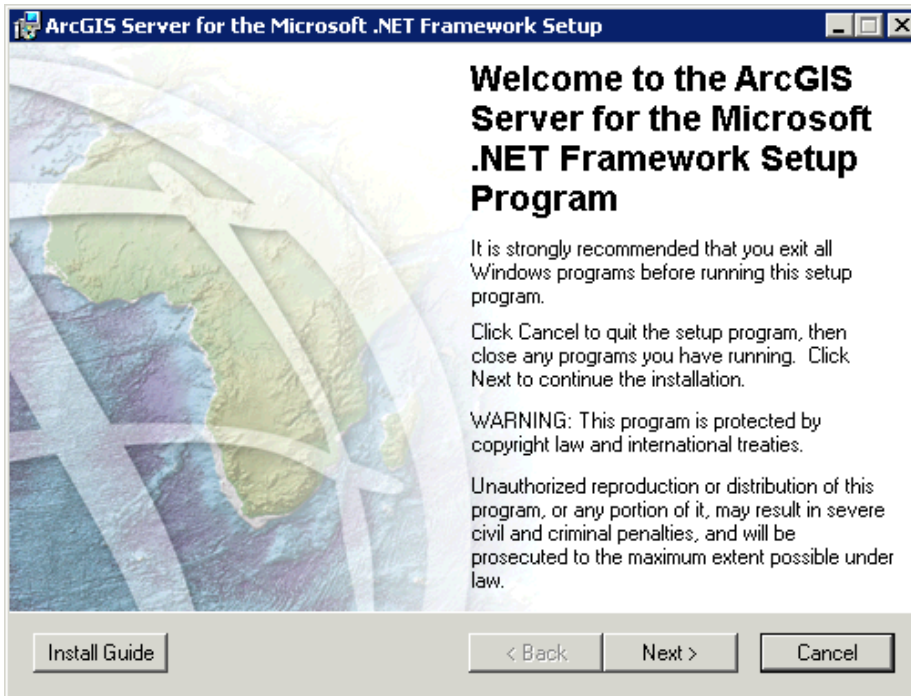 ArcGIS Server for the Microsoft .NET Framework Setup
Welcome to the ArcGIS
Server for the Microsoft
.NET Framework Setup
Program
It is strongly recommended that you exit all
Windows programs before running this setup
program.
Click Cancel to quit the setup program, then
close any programs you have running.  Click
Next to continue the installation.
WARNING: This program is protected by
copyright law and international treaties.
Unauthorized reproduction or distribution of this
program, or any portion of it, may result in severe
civil and criminal penalties, and will be
prosecuted to the maximum extent possible under
law.
Install Guide
< Back
Next >
Cancel